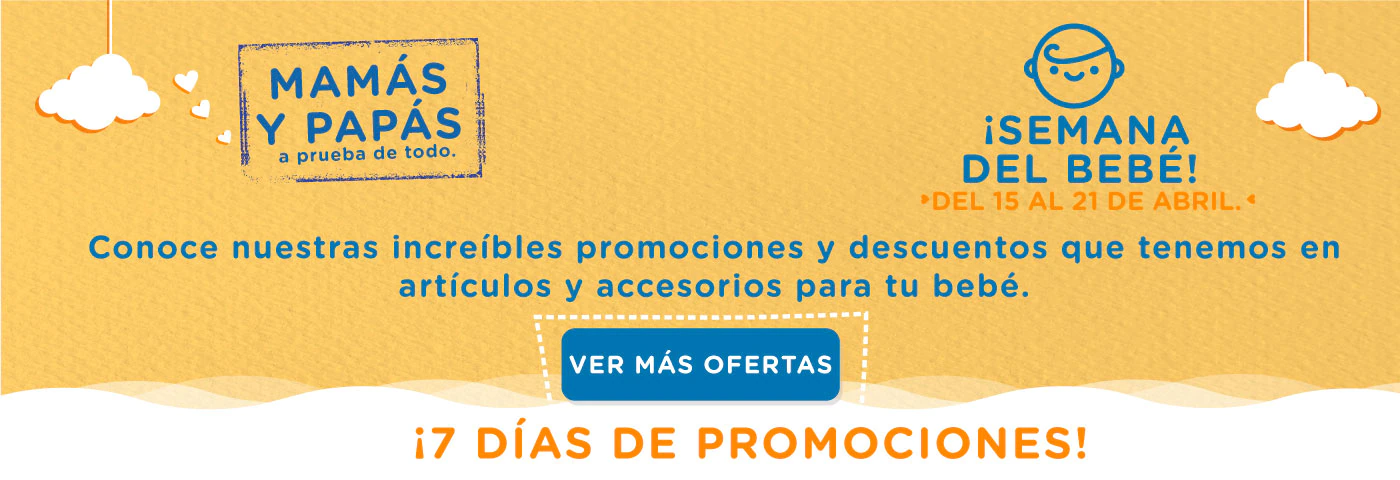 MAMÁS
Y PAPÁS
a prueba de todo.
¡SEMANA
DEL BEBÉ!
DEL 15 AL 21 DE ABRIL.
Conoce nuestras increíbles promociones y descuentos que tenemos en
artículos y accesorios para tu bebé.
VER MÁS OFERTAS
¡7 DÍAS DE PROMOCIONES!